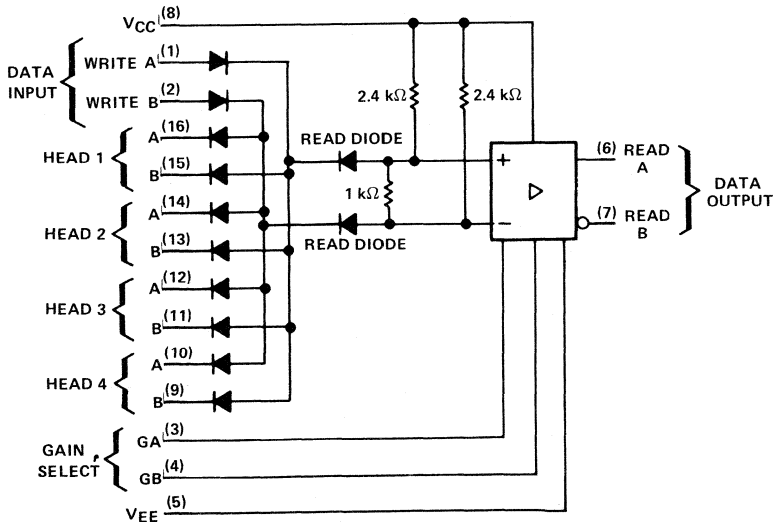 VCC (8)
DATA INPUT
WRITE A (1)
WRITE B (2)
HEAD 1
A (16)
B (15)
HEAD 2
A (14)
B (13)
HEAD 3
A (12)
B (11)
HEAD 4
A (10)
B (9)
GAIN SELECT
GA (3)
GB (4)
VEE (5)
2.4 kΩ
2.4 kΩ
READ DIODE
1 kΩ
READ DIODE
+
−
(6) READ A
(7) READ B
DATA OUTPUT